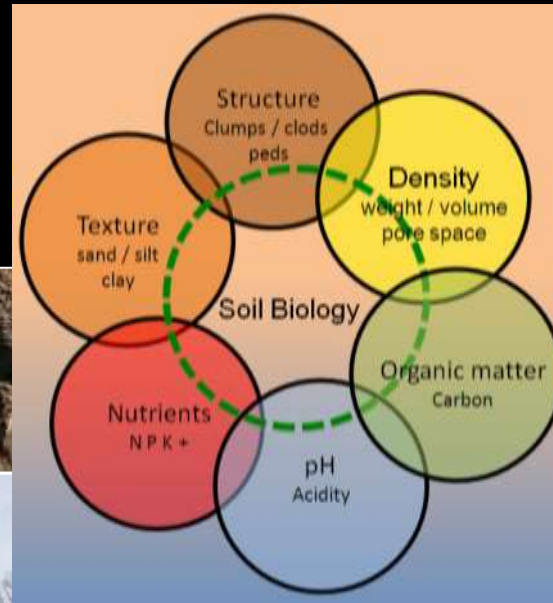 Structure
Clumps / clods
peds
Density
weight / volume
pore space
Texture
sand / silt
clay
Soil Biology
Organic matter
Carbon
Nutrients
N P K +
pH
Acidity